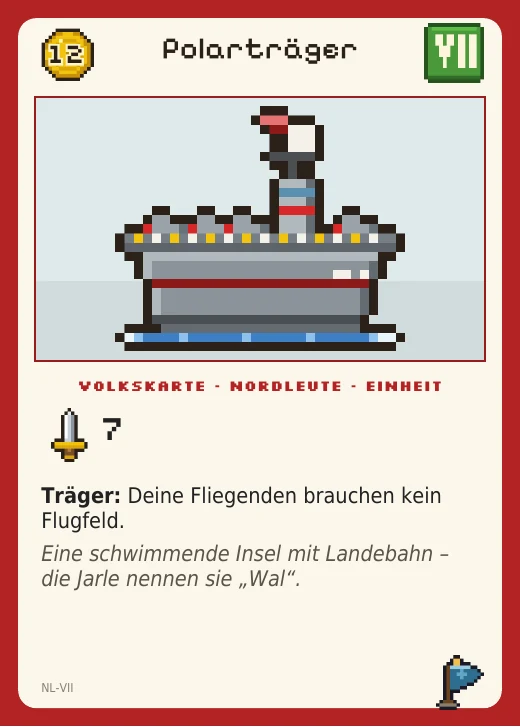 12
Polarträger
VII
VOLKSKARTE - NORDLEUTE - EINHEIT
7
Träger: Deine Fliegenden brauchen kein
Flugfeld.
Eine schwimmende Insel mit Landebahn –
die Jarle nennen sie „Wal“.
NL-VII